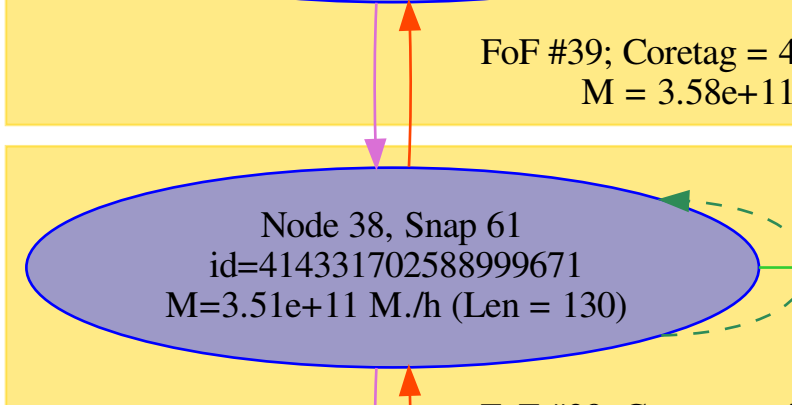 FoF #39; Coretag = 4
M = 3.58e+11
Node 38, Snap 61
id=414331702588999671
M=3.51e+11 M./h (Len = 130)